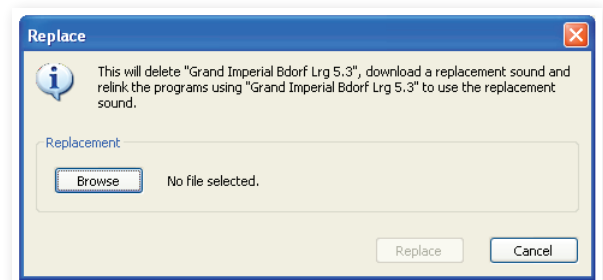 Replace
This will delete "Grand Imperial Bdorf Lrg 5.3", download a replacement sound and
relink the programs using "Grand Imperial Bdorf Lrg 5.3" to use the replacement
sound.
Replacement
Browse No file selected.
Replace Cancel